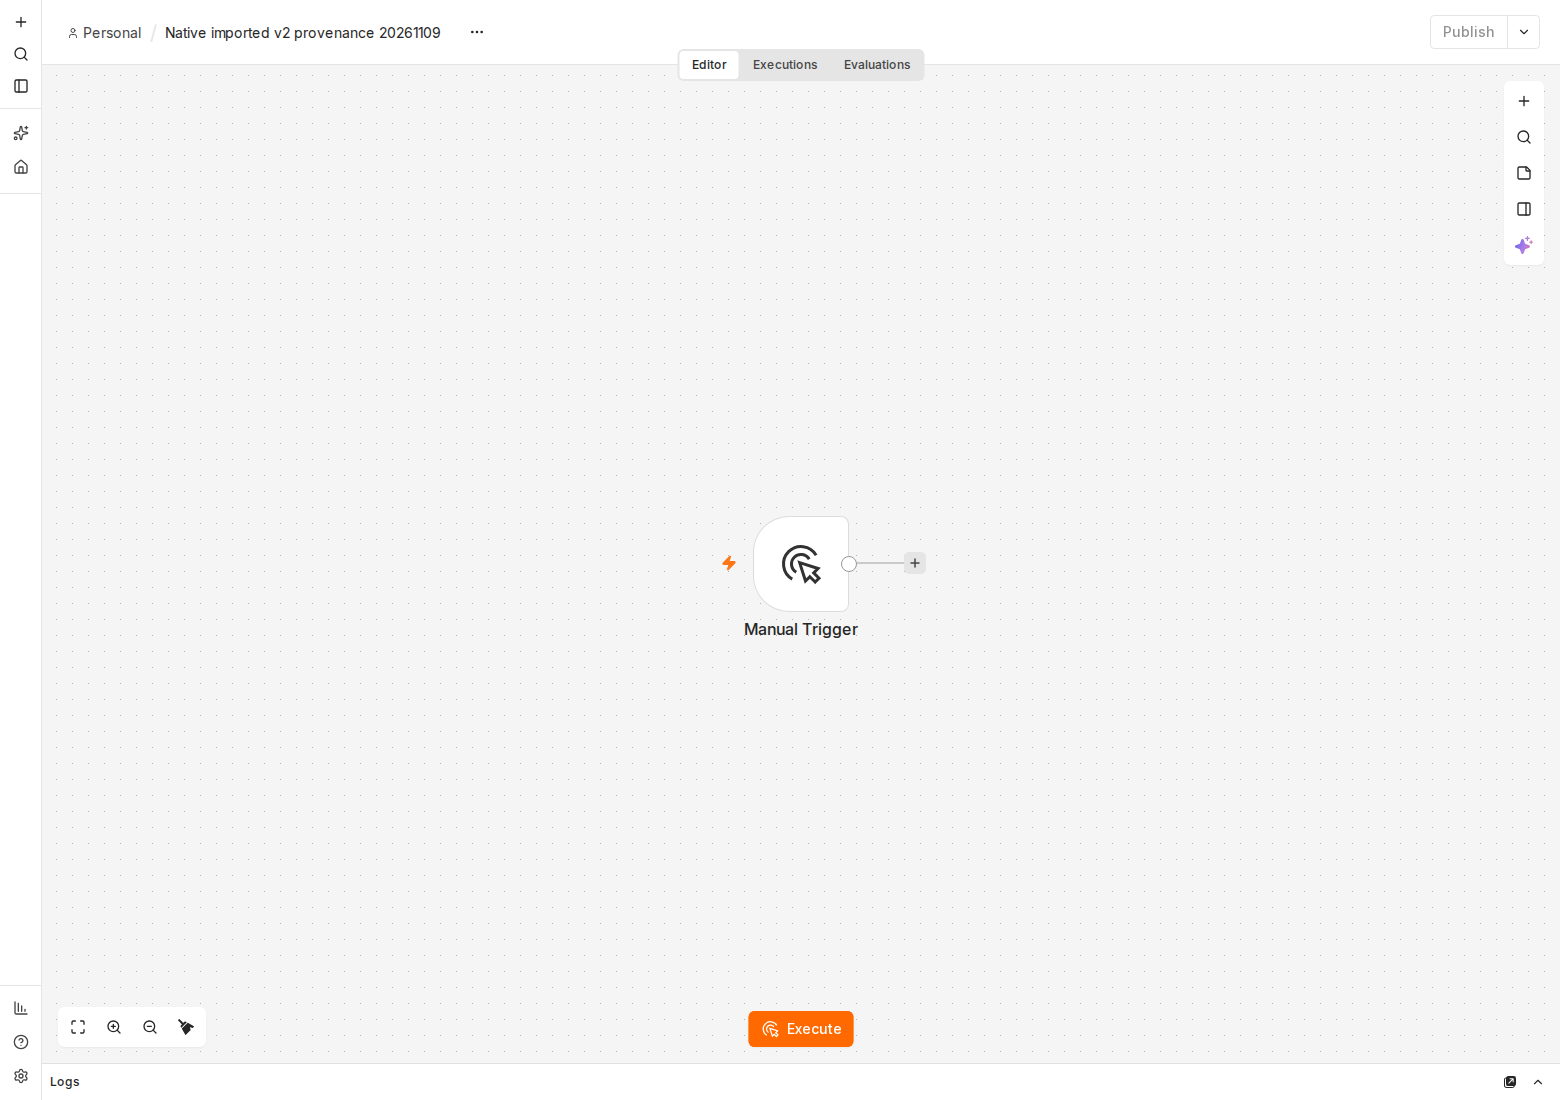 Personal / Native imported v2 provenance 20261109
Publish
Editor Executions Evaluations
Manual Trigger
Execute
Logs